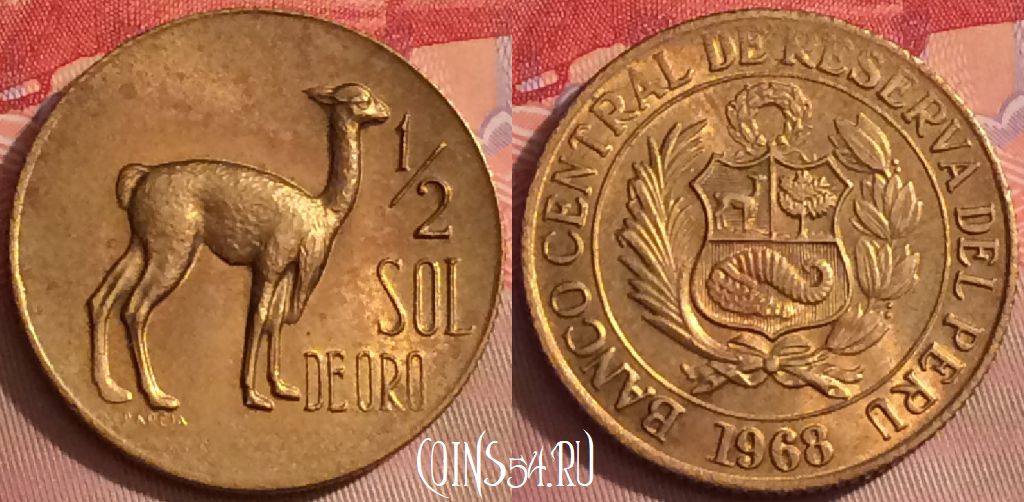 1/2
SOL
DE ORO
PAREJA
BANCO CENTRAL DE RESERVA DEL PERU
1968
COINS54.RU